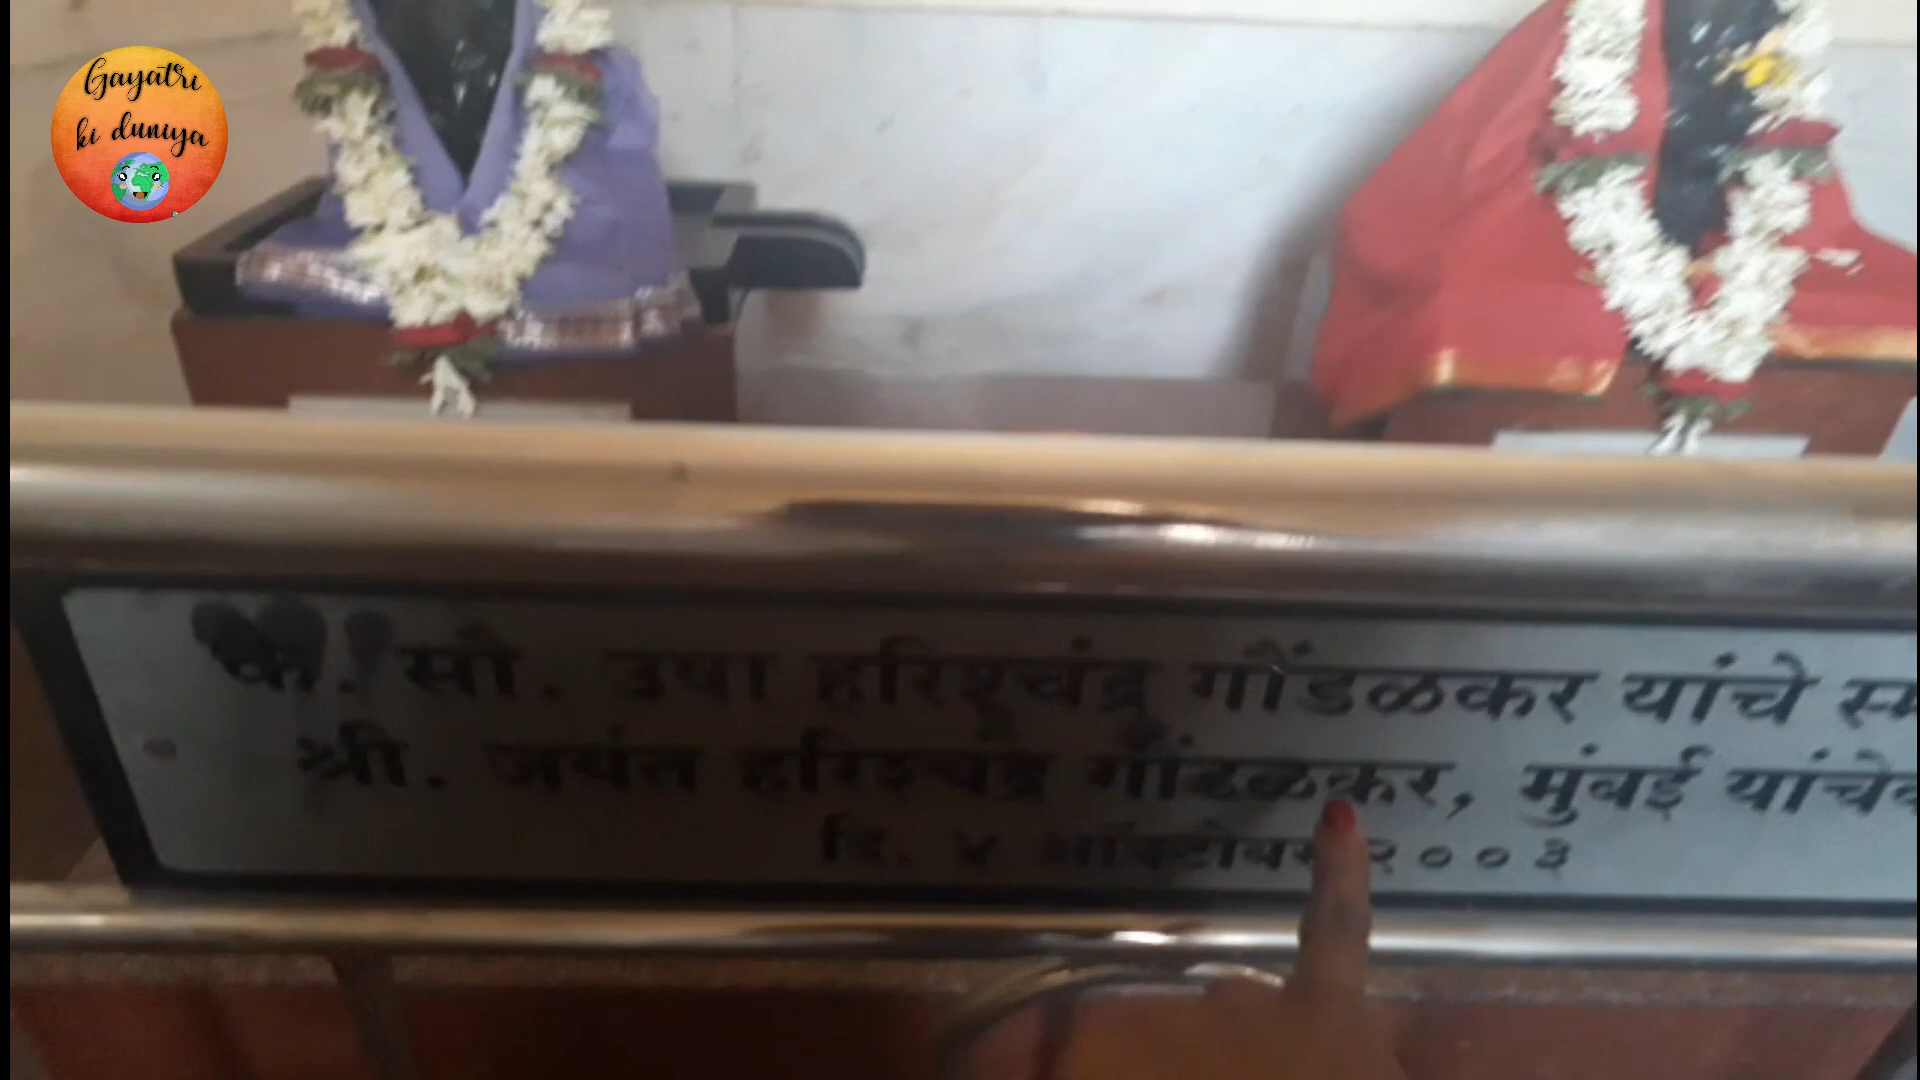 Gayatri
ki duniya
कै. सौ. उषा हरिश्चंद्र गोंडळकर यांचे
श्री. जयंत हरिश्चंद्र गोंडळकर, मुंबई
दि. ४ ऑक्टोबर २००३